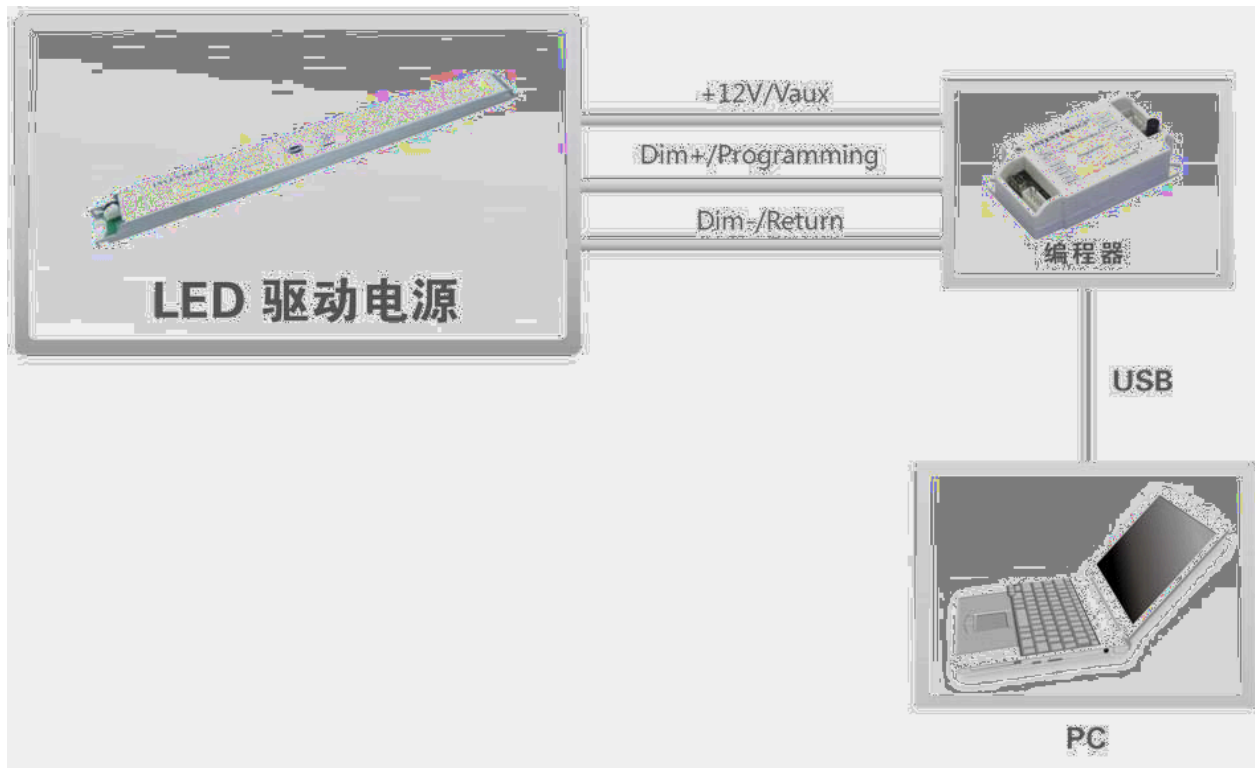 +12V/Vaux
Dim+/Programming
Dim-/Return
LED 驱动电源
编程器
USB
PC